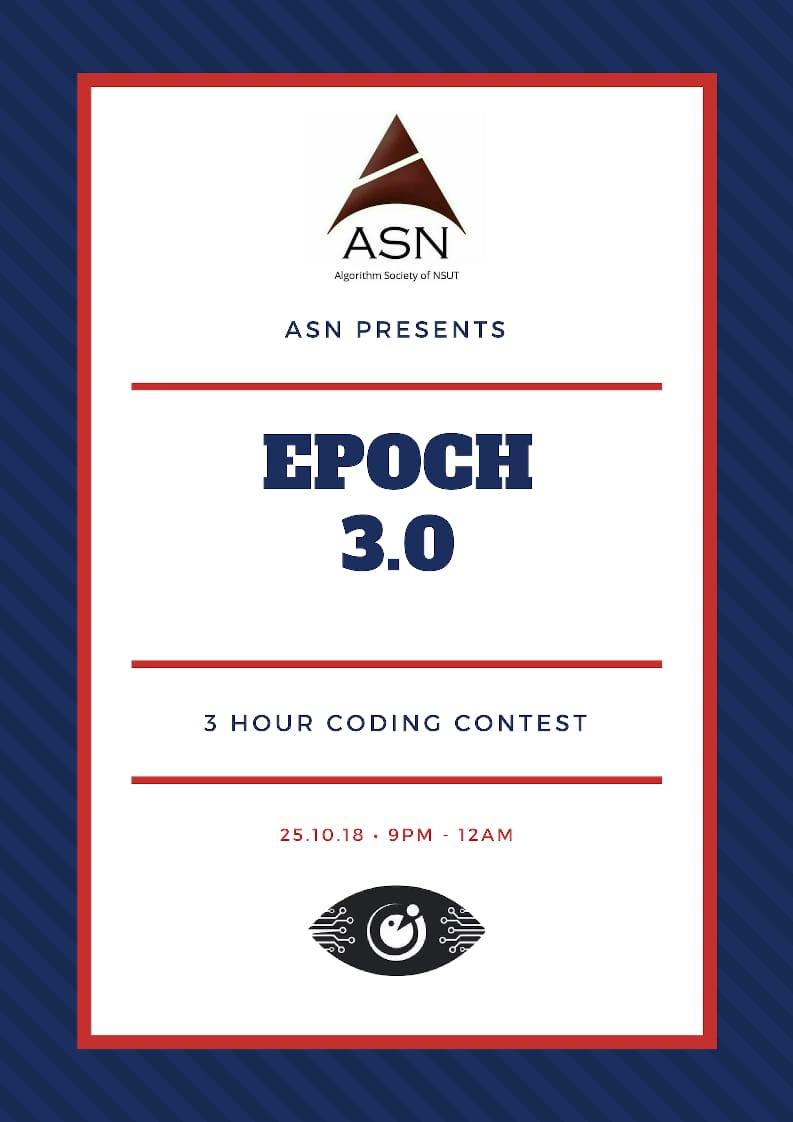 ASN
Algorithm Society of NSUT
ASN PRESENTS
EPOCH
3.0
3 HOUR CODING CONTEST
25.10.18 • 9PM - 12AM